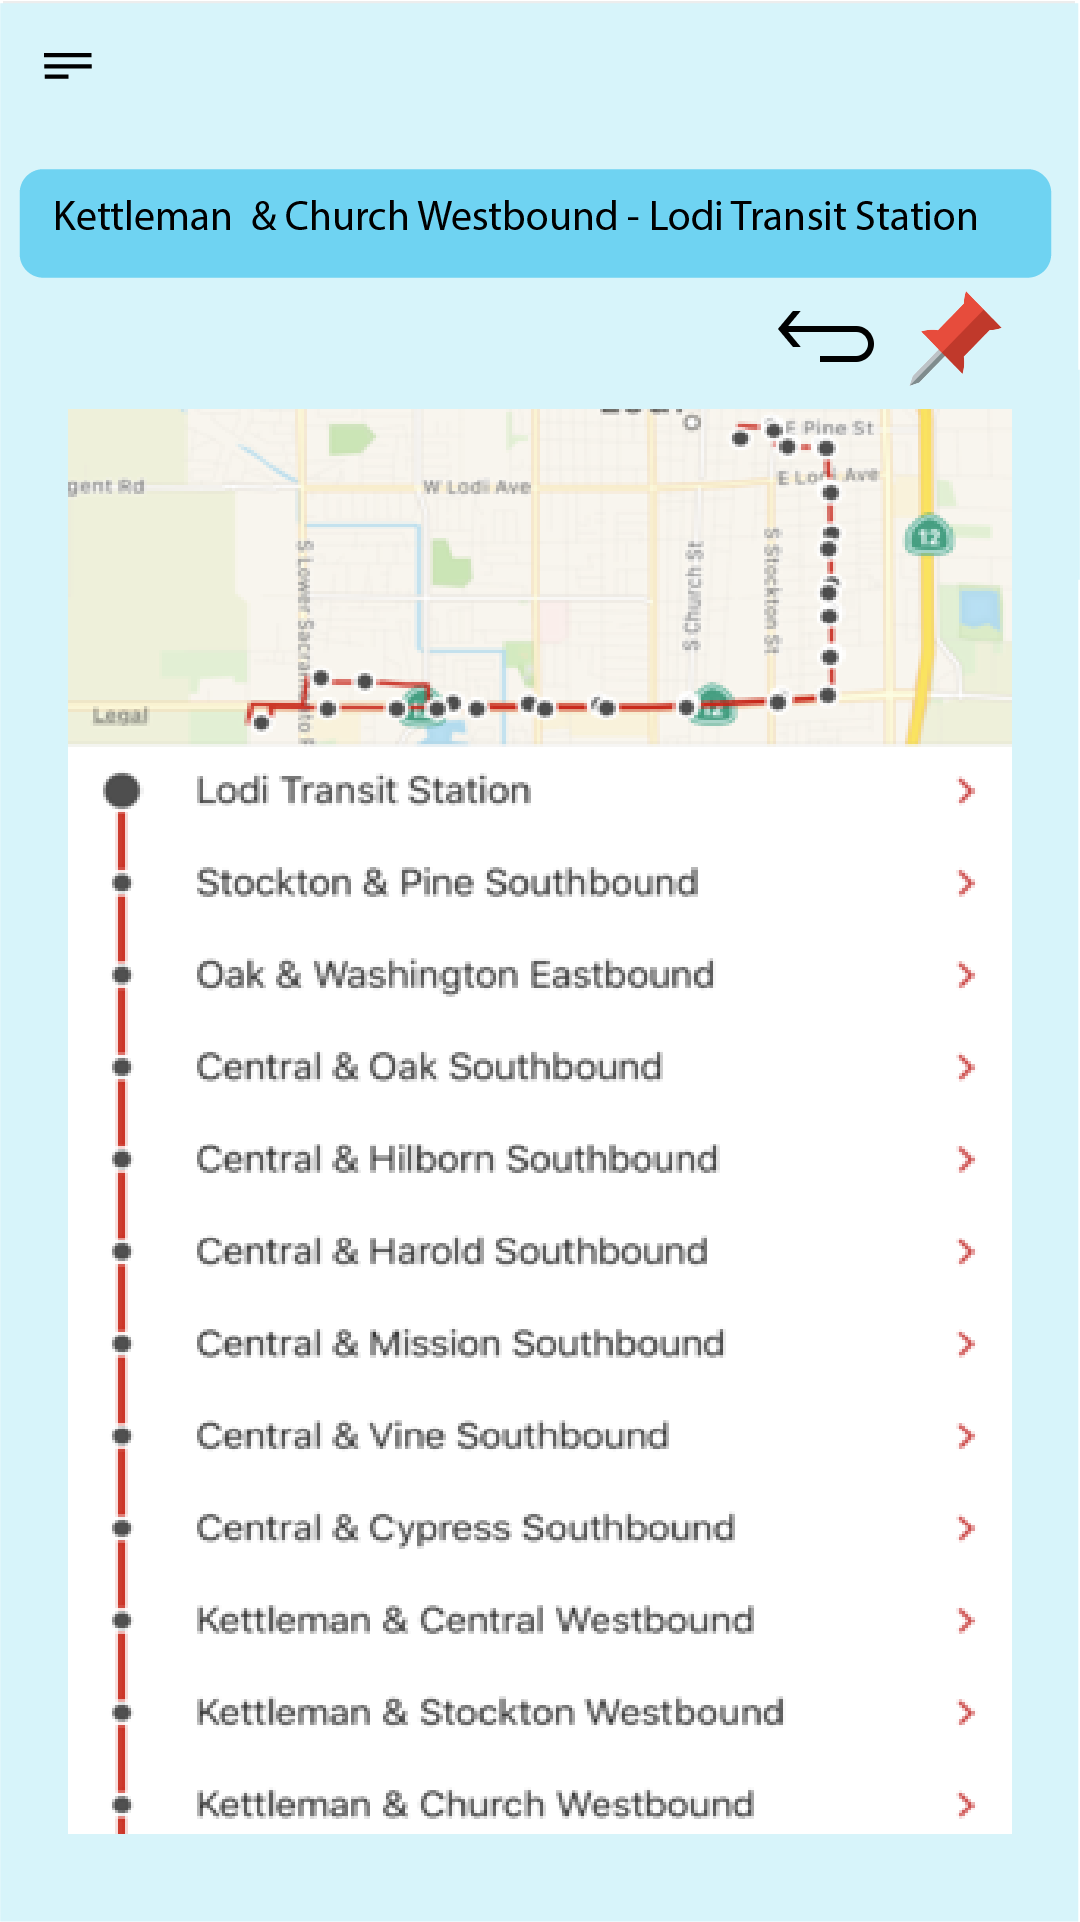 Kettleman & Church Westbound - Lodi Transit Station
E Pine St
E Lodi Ave
gent Rd
W Lodi Ave
12
S Church St
S Stockton St
S Lower Sacramento R
Legal
12
Lodi Transit Station
Stockton & Pine Southbound
Oak & Washington Eastbound
Central & Oak Southbound
Central & Hilborn Southbound
Central & Harold Southbound
Central & Mission Southbound
Central & Vine Southbound
Central & Cypress Southbound
Kettleman & Central Westbound
Kettleman & Stockton Westbound
Kettleman & Church Westbound